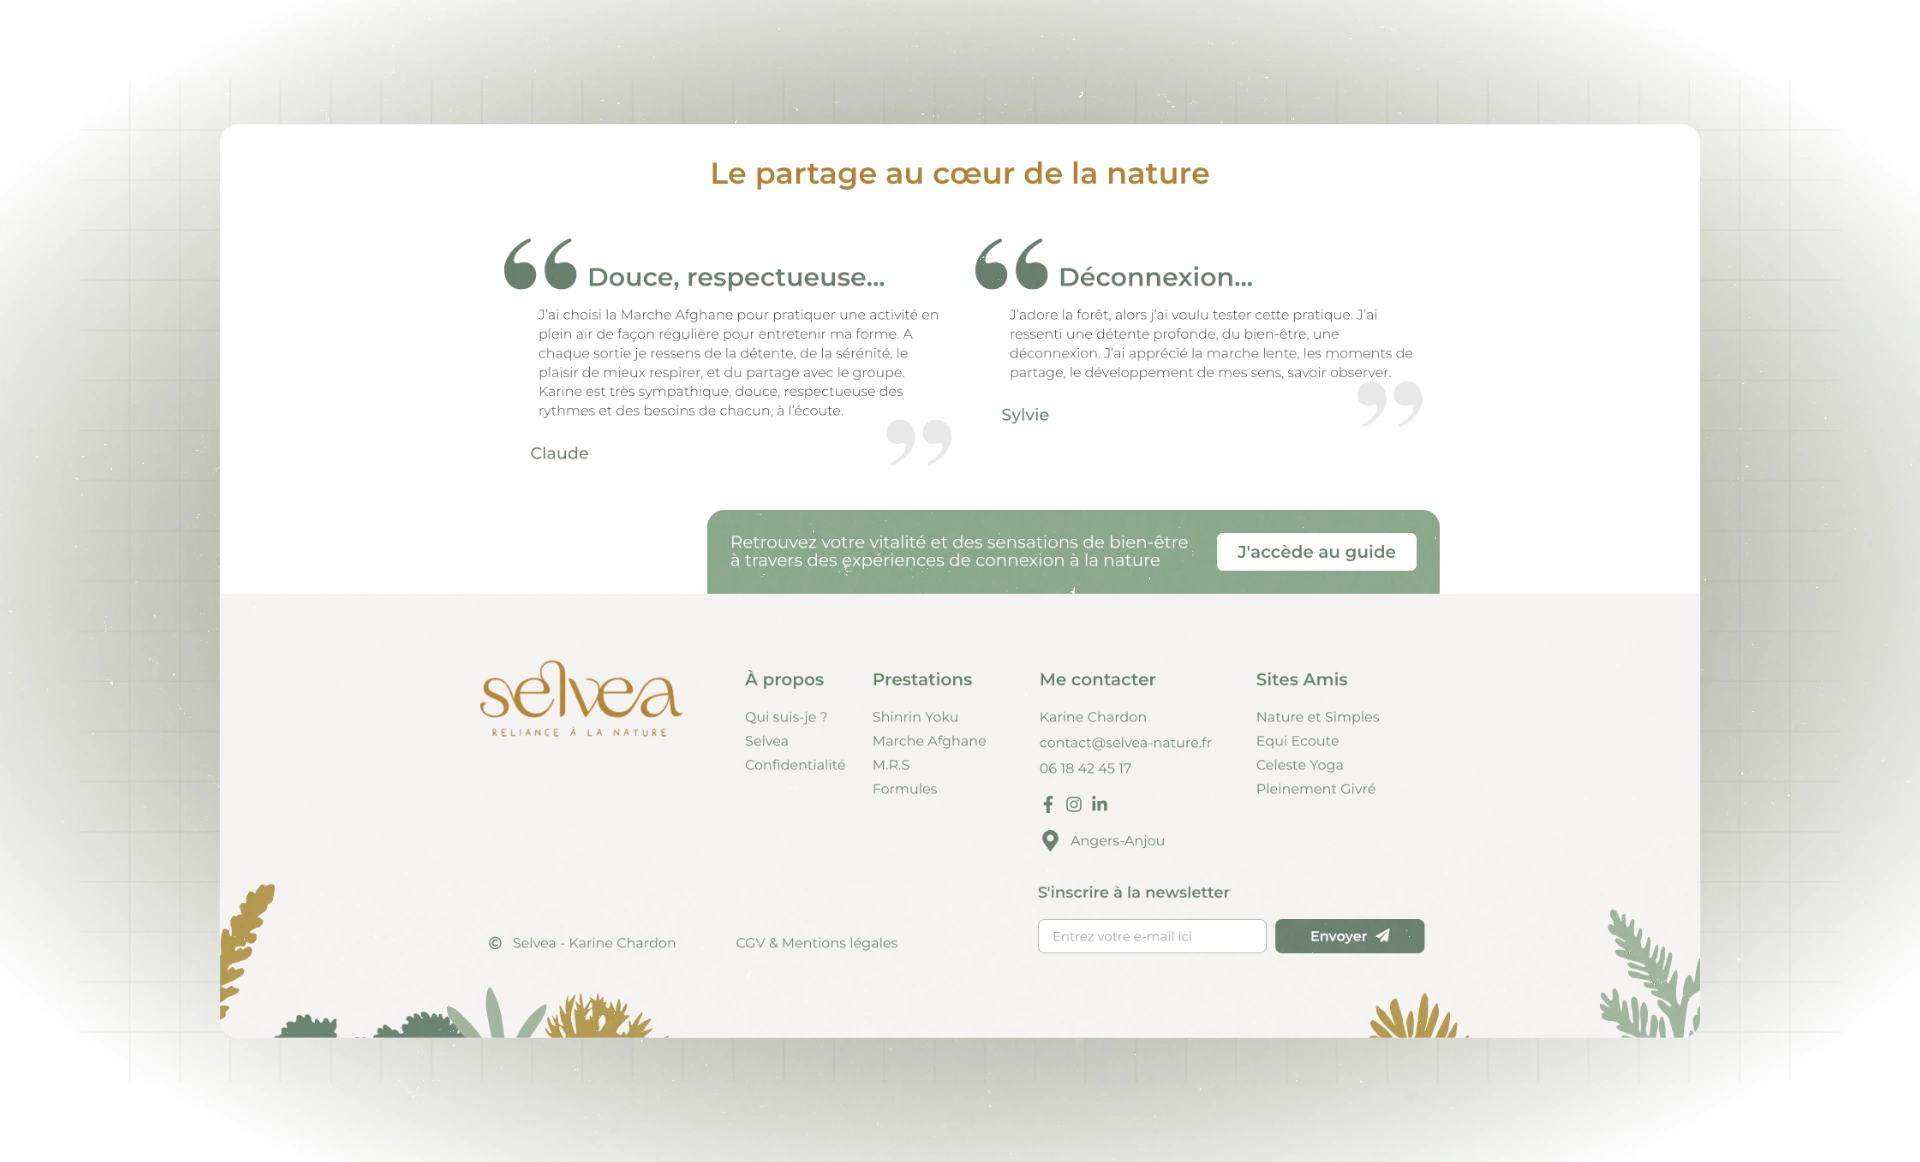 Le partage au cœur de la nature
Douce, respectueuse...
J'ai choisi la Marche Afghane pour pratiquer une activité en
plein air de façon régulière pour entretenir ma forme. A
chaque sortie je ressens de la détente, de la sérénité, le
plaisir de mieux respirer, et du partage avec le groupe.
Karine est très sympathique, douce, respectueuse des
rythmes et des besoins de chacun, à l'écoute.
Claude
Déconnexion...
J'adore la forêt, alors j'ai voulu tester cette pratique. J'ai
ressenti une détente profonde, du bien-être, une
déconnexion. J'ai apprécié la marche lente, les moments de
partage, le développement de mes sens, savoir observer.
Sylvie
Retrouvez votre vitalité et des sensations de bien-être
à travers des expériences de connexion à la nature
J'accède au guide
selvea
RELIANCE À LA NATURE
À propos
Qui suis-je ?
Selvea
Confidentialité
Prestations
Shinrin Yoku
Marche Afghane
M.R.S
Formules
Me contacter
Karine Chardon
contact@selvea-nature.fr
06 18 42 45 17
Angers-Anjou
Sites Amis
Nature et Simples
Equi Ecoute
Celeste Yoga
Pleinement Givré
S'inscrire à la newsletter
Entrez votre e-mail ici
Envoyer
© Selvea - Karine Chardon
CGV & Mentions légales